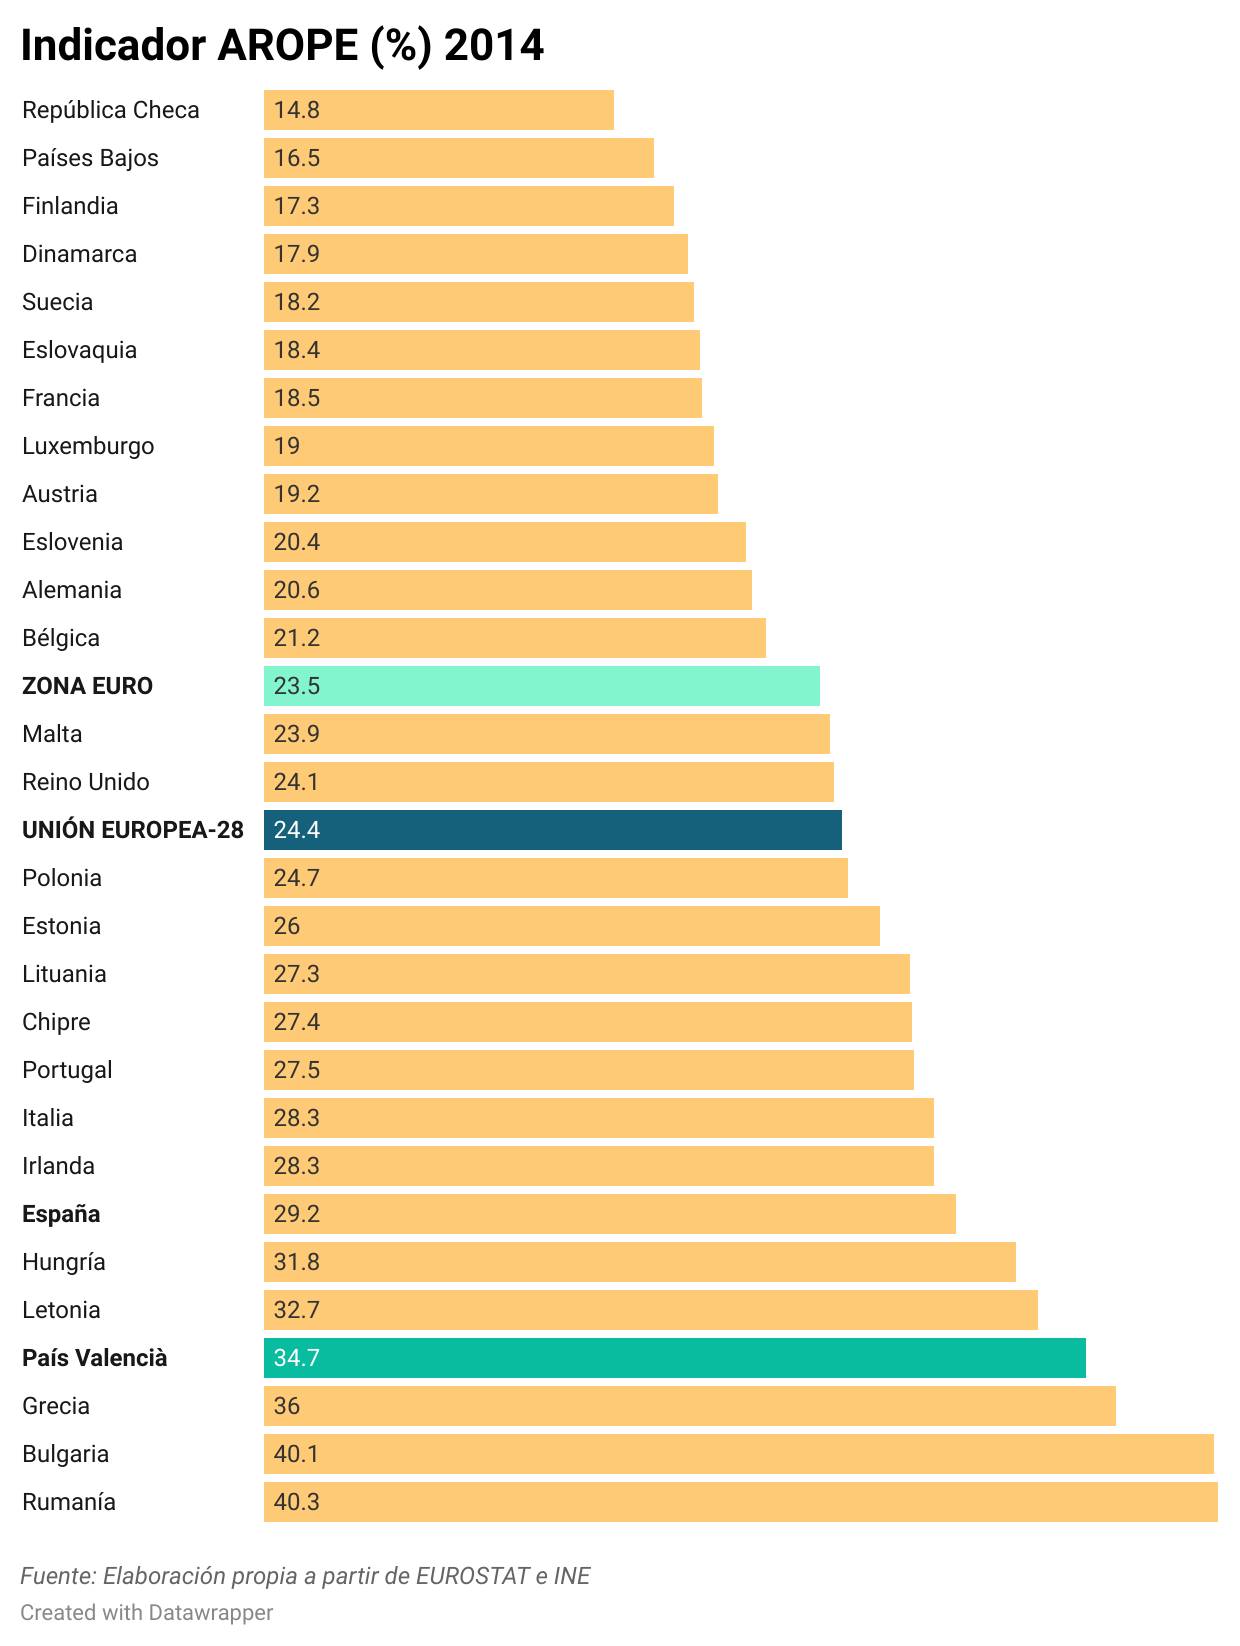 Indicador AROPE (%) 2014
República Checa 14.8
Países Bajos 16.5
Finlandia 17.3
Dinamarca 17.9
Suecia 18.2
Eslovaquia 18.4
Francia 18.5
Luxemburgo 19
Austria 19.2
Eslovenia 20.4
Alemania 20.6
Bélgica 21.2
ZONA EURO 23.5
Malta 23.9
Reino Unido 24.1
UNIÓN EUROPEA-28 24.4
Polonia 24.7
Estonia 26
Lituania 27.3
Chipre 27.4
Portugal 27.5
Italia 28.3
Irlanda 28.3
España 29.2
Hungría 31.8
Letonia 32.7
País Valencià 34.7
Grecia 36
Bulgaria 40.1
Rumanía 40.3
Fuente: Elaboración propia a partir de EUROSTAT e INE
Created with Datawrapper